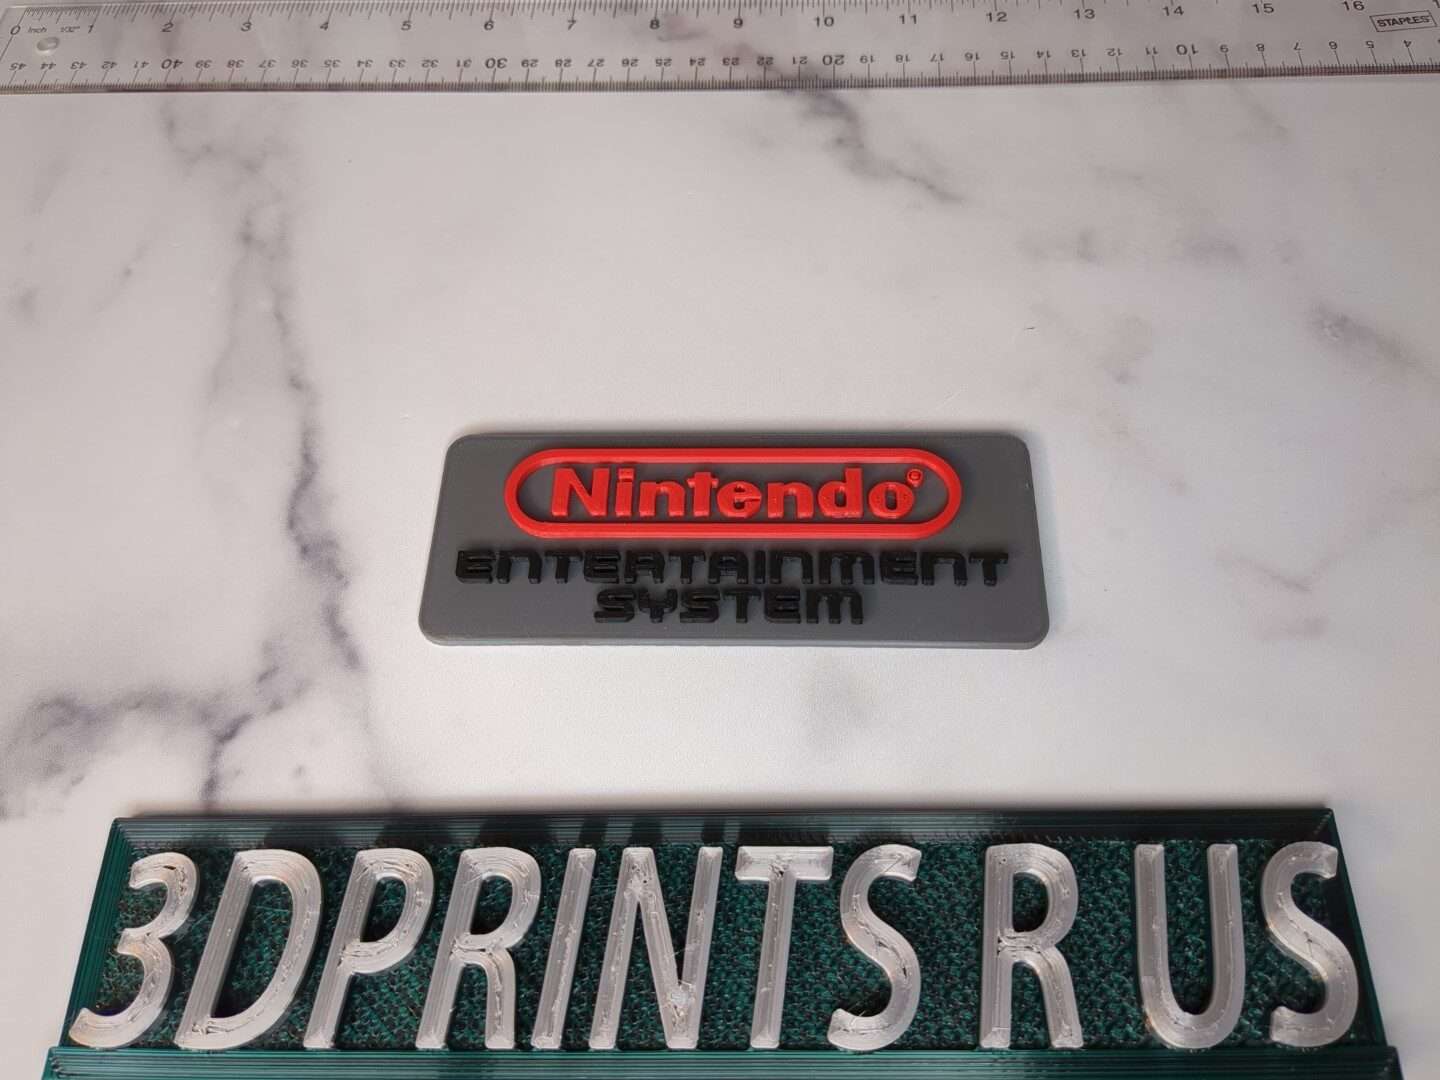 0 Inch 1/32" 1 2 3 4 5 6 7 8 9 10 11 12 13 14 15 16
STAPLES
45 44 43 42 41 40 39 38 37 36 35 34 33 32 31 30 29 28 27 26 25 24 23 22 21 20 19 18 17 16 15 14 13 12 11 10 9 8 7 6 5 4
Nintendo®
ENTERTAINMENT
SYSTEM
3DPRINTS R US